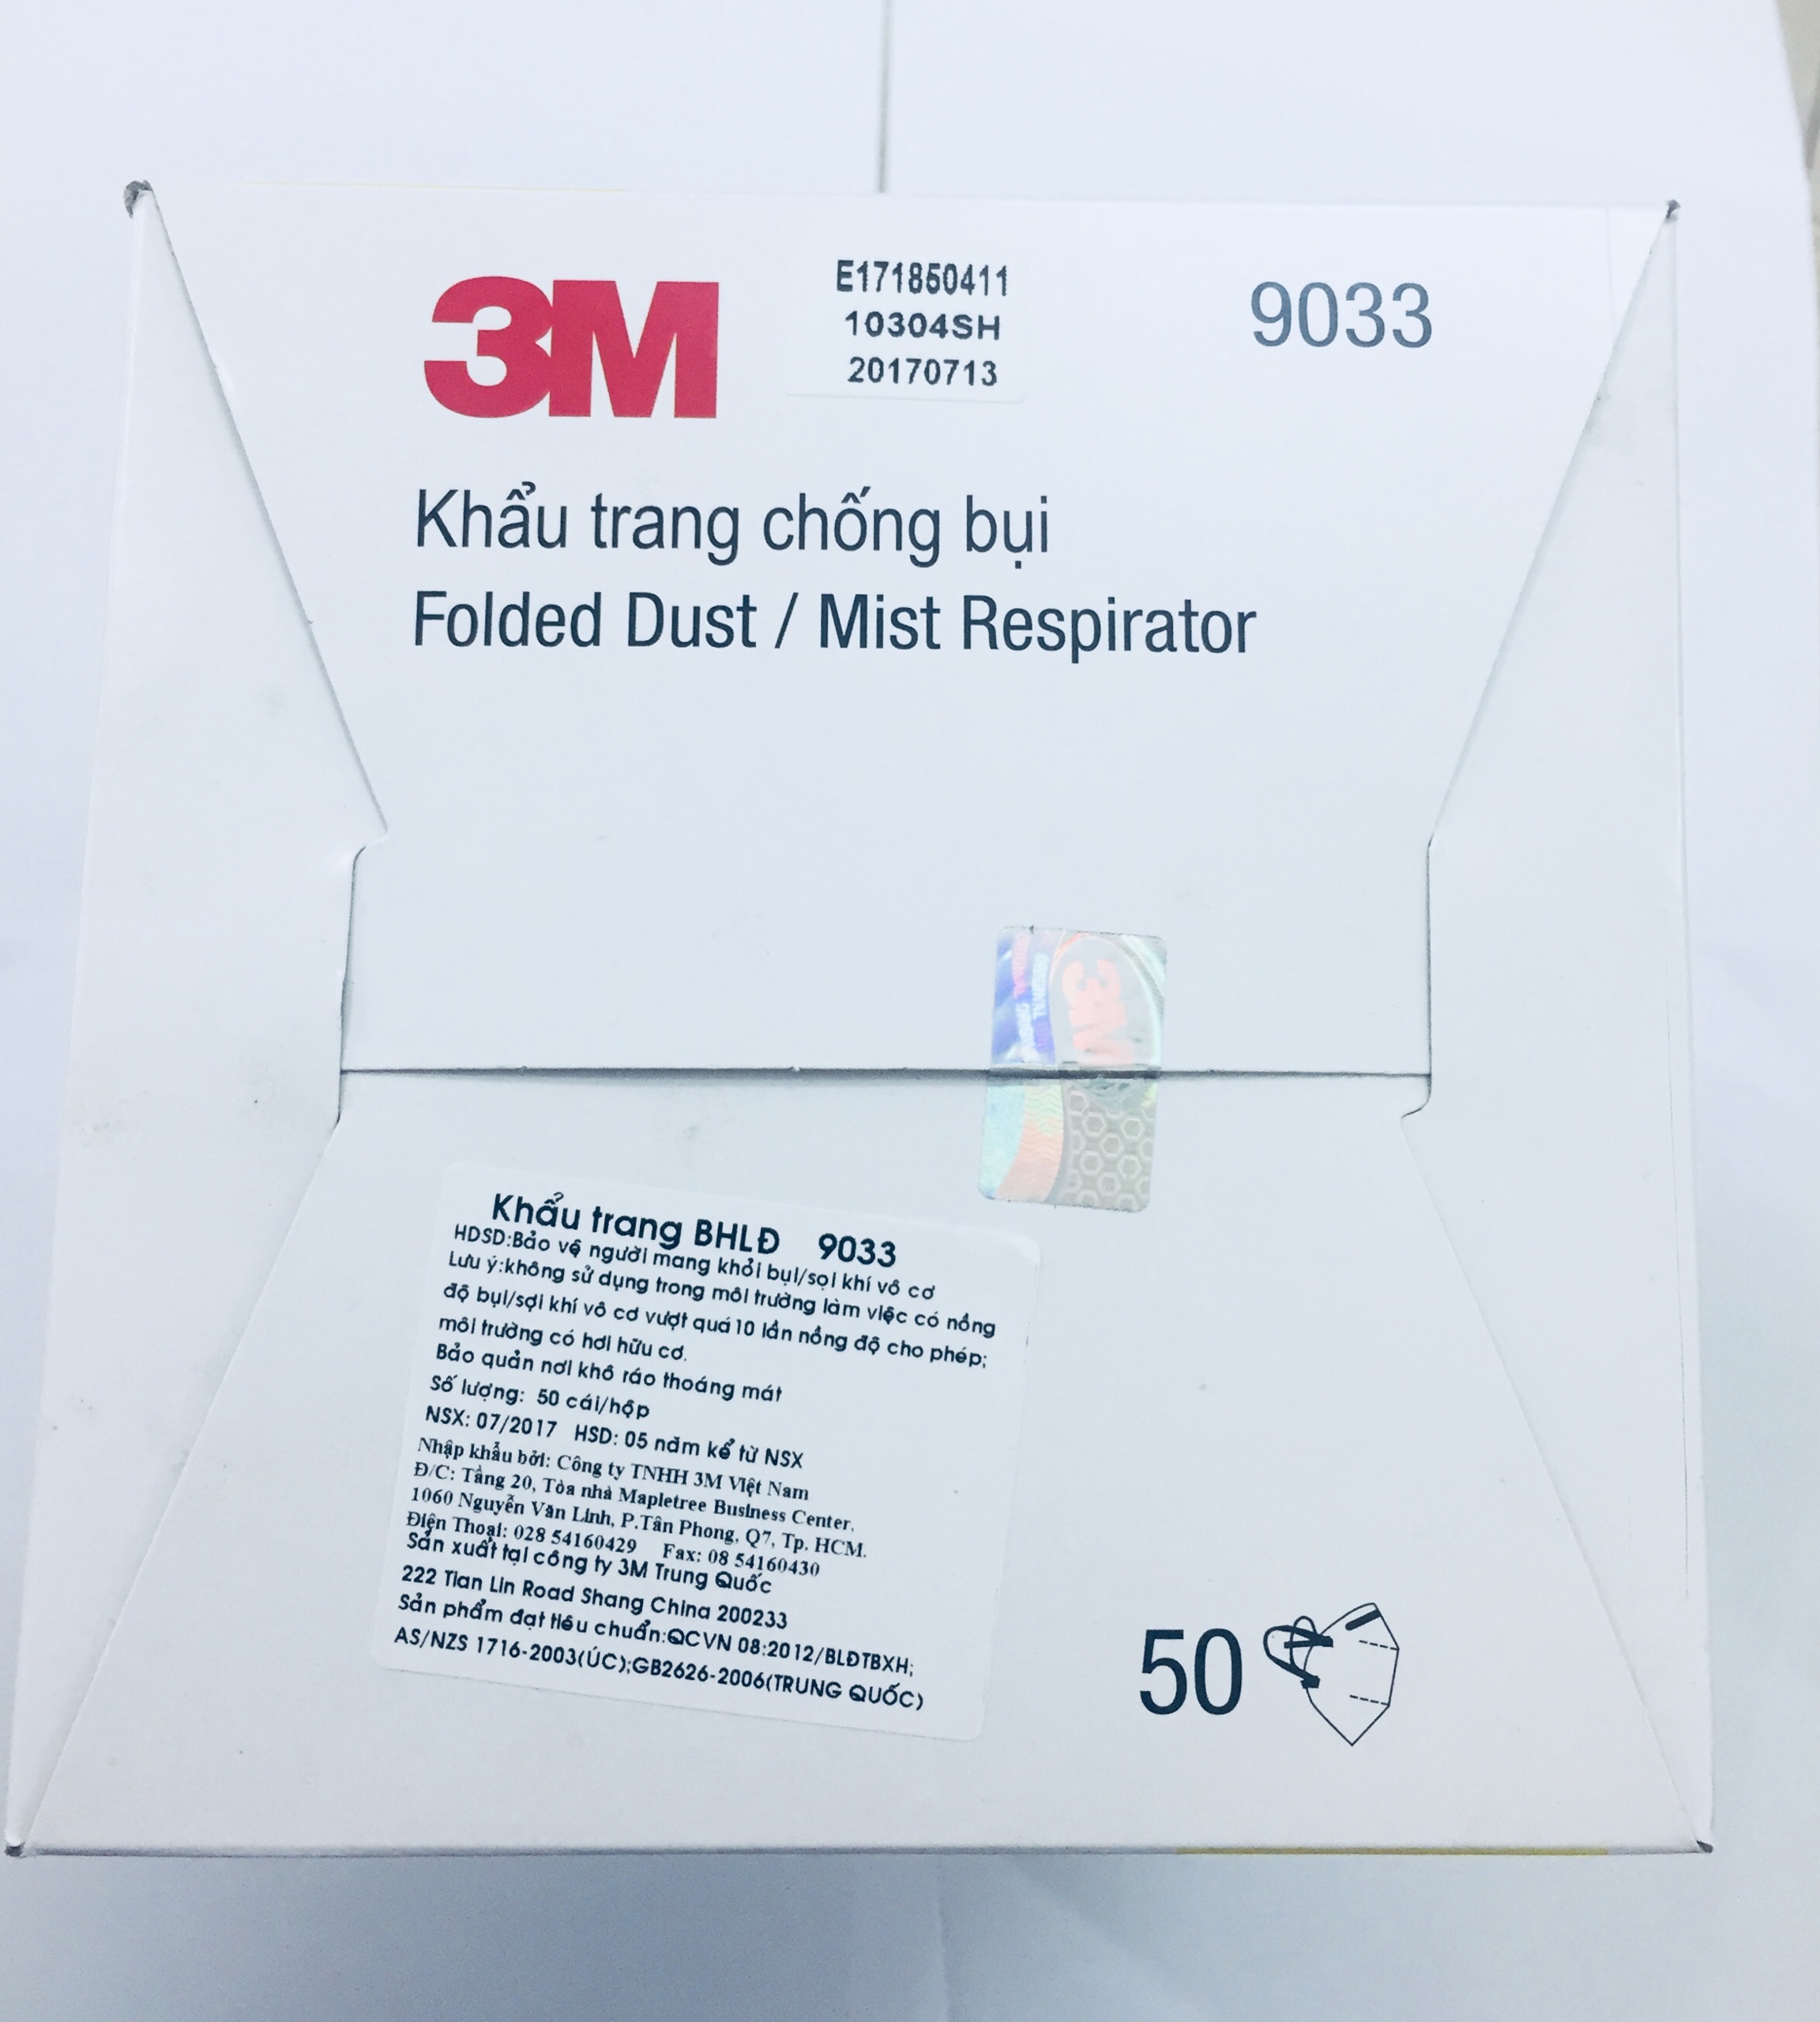 3M
E171850411
10304SH
20170713
9033
Khẩu trang chống bụi
Folded Dust / Mist Respirator
3M
Khẩu trang BHLĐ 9033
HDSD:Bảo vệ người mang khỏi bụi/sợi khí vô cơ
Lưu ý:không sử dụng trong môi trường làm việc có nồng
độ bụi/sợi khí vô cơ vượt quá 10 lần nồng độ cho phép;
môi trường có hơi hữu cơ.
Bảo quản nơi khô ráo thoáng mát
Số lượng: 50 cái/hộp
NSX: 07/2017 HSD: 05 năm kể từ NSX
Nhập khẩu bởi: Công ty TNHH 3M Việt Nam
Đ/C: Tầng 20, Tòa nhà Mapletree Business Center,
1060 Nguyễn Văn Linh, P.Tân Phong, Q7, Tp. HCM.
Điện Thoại: 028 54160429 Fax: 08 54160430
Sản xuất tại công ty 3M Trung Quốc
222 Tian Lin Road Shang China 200233
Sản phẩm đạt tiêu chuẩn:QCVN 08:2012/BLĐTBXH;
AS/NZS 1716-2003(ÚC);GB2626-2006(TRUNG QUỐC)
50